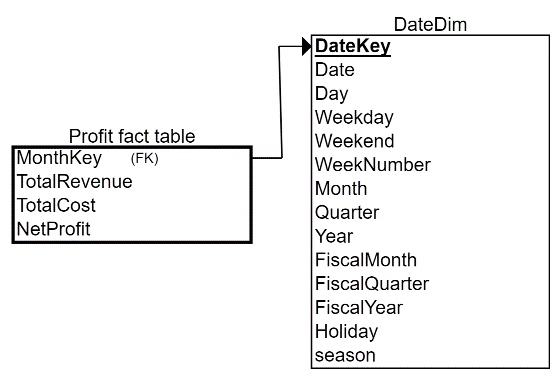 Profit fact table
MonthKey (FK)
TotalRevenue
TotalCost
NetProfit
DateDim
DateKey
Date
Day
Weekday
Weekend
WeekNumber
Month
Quarter
Year
FiscalMonth
FiscalQuarter
FiscalYear
Holiday
season